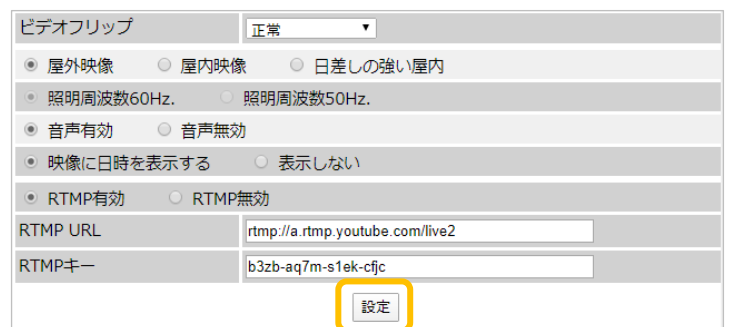 ビデオフリップ 正常
屋外映像 屋内映像 日差しの強い屋内
照明周波数60Hz. 照明周波数50Hz.
音声有効 音声無効
映像に日時を表示する 表示しない
RTMP有効 RTMP無効
RTMP URL rtmp://a.rtmp.youtube.com/live2
RTMPキー b3zb-aq7m-s1ek-cfjc
設定